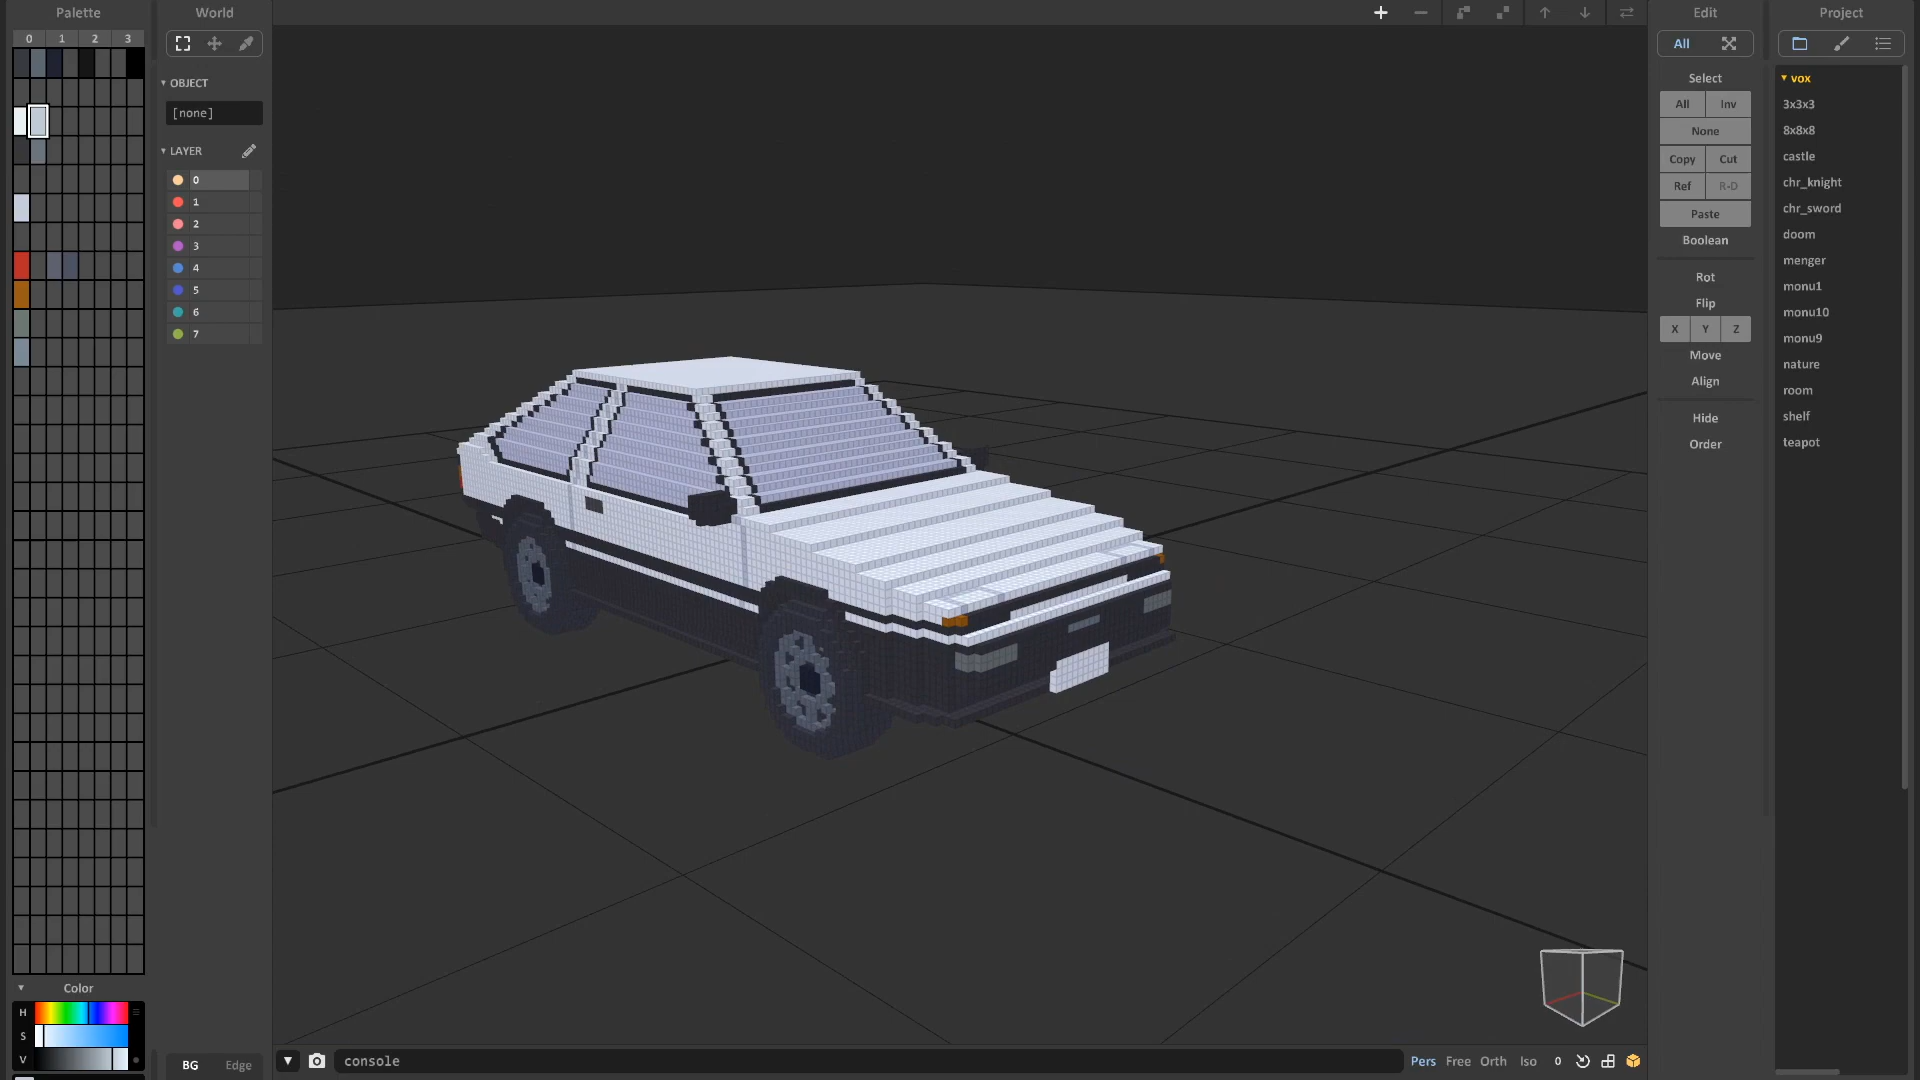 Palette
0 1 2 3
World
OBJECT
[none]
LAYER
0
1
2
3
4
5
6
7
Color
H
S
V
BG Edge
console
Pers Free Orth Iso 0
Edit
All
Select
All Inv
None
Copy Cut
Ref R-D
Paste
Boolean
Rot
Flip
X Y Z
Move
Align
Hide
Order
Project
vox
3x3x3
8x8x8
castle
chr_knight
chr_sword
doom
menger
monu1
monu10
monu9
nature
room
shelf
teapot